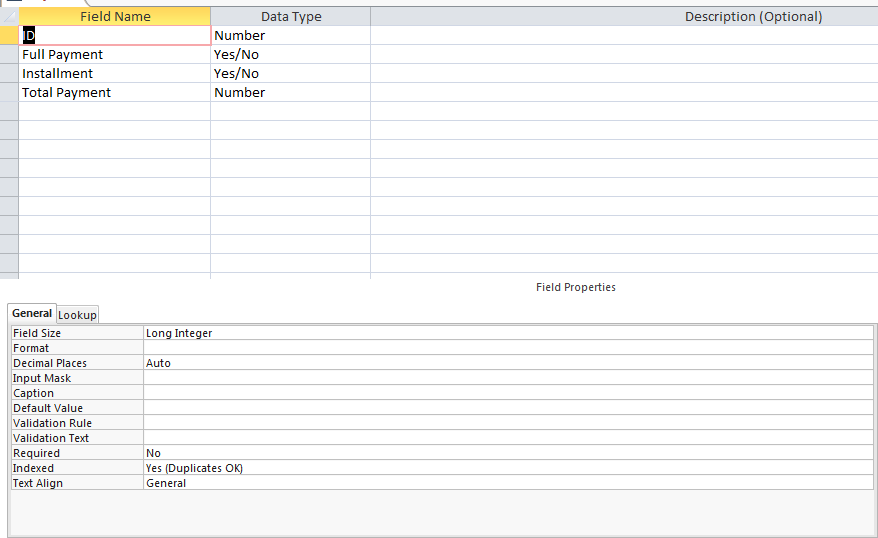 Field Name Data Type Description (Optional)
ID Number
Full Payment Yes/No
Installment Yes/No
Total Payment Number
Field Properties
General Lookup
Field Size Long Integer
Format
Decimal Places Auto
Input Mask
Caption
Default Value
Validation Rule
Validation Text
Required No
Indexed Yes (Duplicates OK)
Text Align General